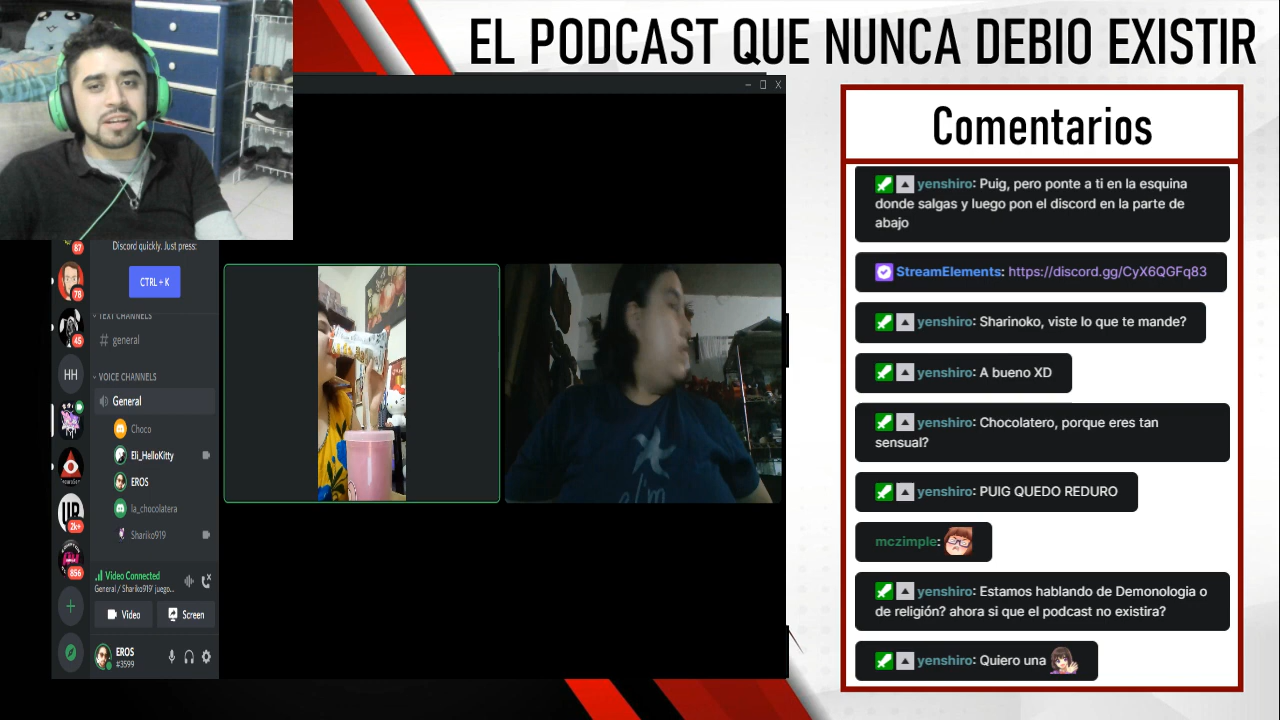 EL PODCAST QUE NUNCA DEBIO EXISTIR
Discord quickly. Just press:
CTRL + K
TEXT CHANNELS
# general
VOICE CHANNELS
General
Choco
Eli_HelloKitty
EROS
la_chocolatera
Shariko919
Video Connected
General / Shariko919' juego...
Video
Screen
EROS
#3599
87
78
45
HH
2k+
856
Comentarios
yenshiro: Puig, pero ponte a ti en la esquina
donde salgas y luego pon el discord en la parte de
abajo
StreamElements: https://discord.gg/CyX6QGFq83
yenshiro: Sharinoko, viste lo que te mande?
yenshiro: A bueno XD
yenshiro: Chocolatero, porque eres tan
sensual?
yenshiro: PUIG QUEDO REDURO
mczimple:
yenshiro: Estamos hablando de Demonologia o
de religión? ahora si que el podcast no existira?
yenshiro: Quiero una